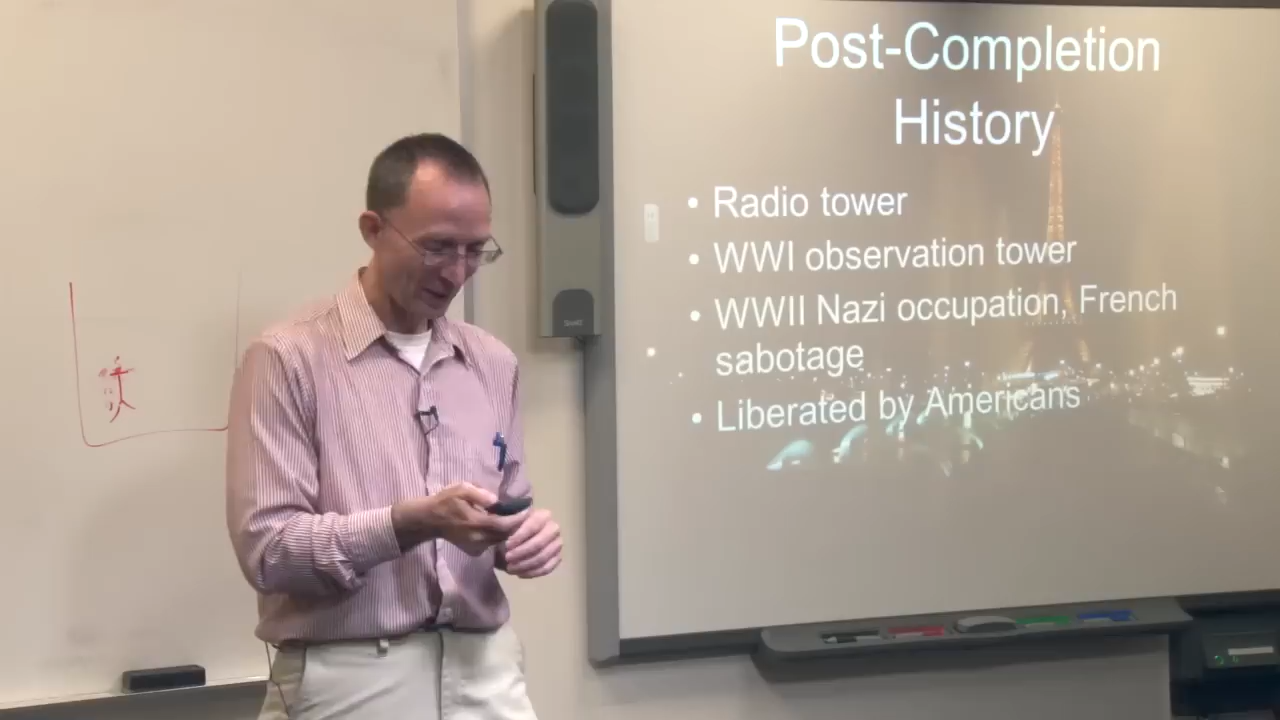 Post-Completion
History
• Radio tower
• WWI observation tower
• WWII Nazi occupation, French
sabotage
• Liberated by Americans